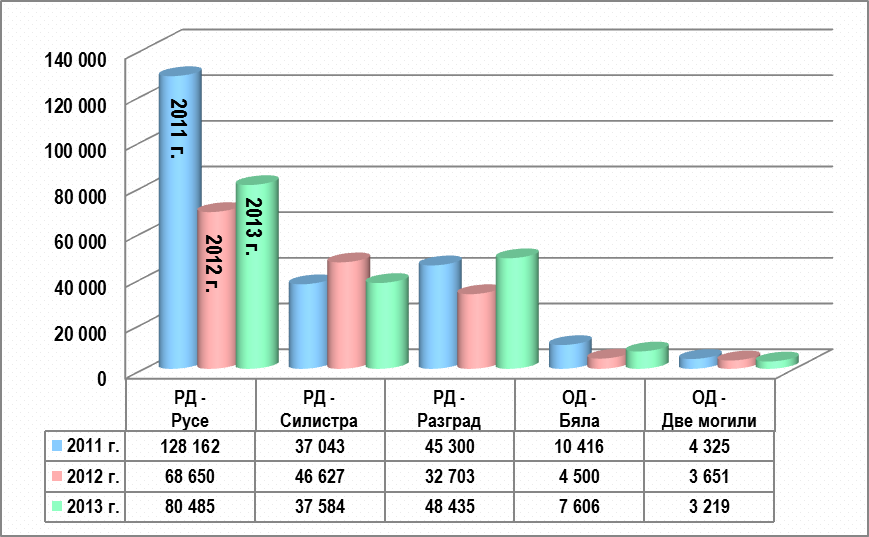 140 000
120 000
100 000
80 000
60 000
40 000
20 000
0
2011 г.
2012 г.
2013 г.
РД -
Русе
РД -
Силистра
РД -
Разград
ОД -
Бяла
ОД -
Две могили
2011 г. 128 162 37 043 45 300 10 416 4 325
2012 г. 68 650 46 627 32 703 4 500 3 651
2013 г. 80 485 37 584 48 435 7 606 3 219